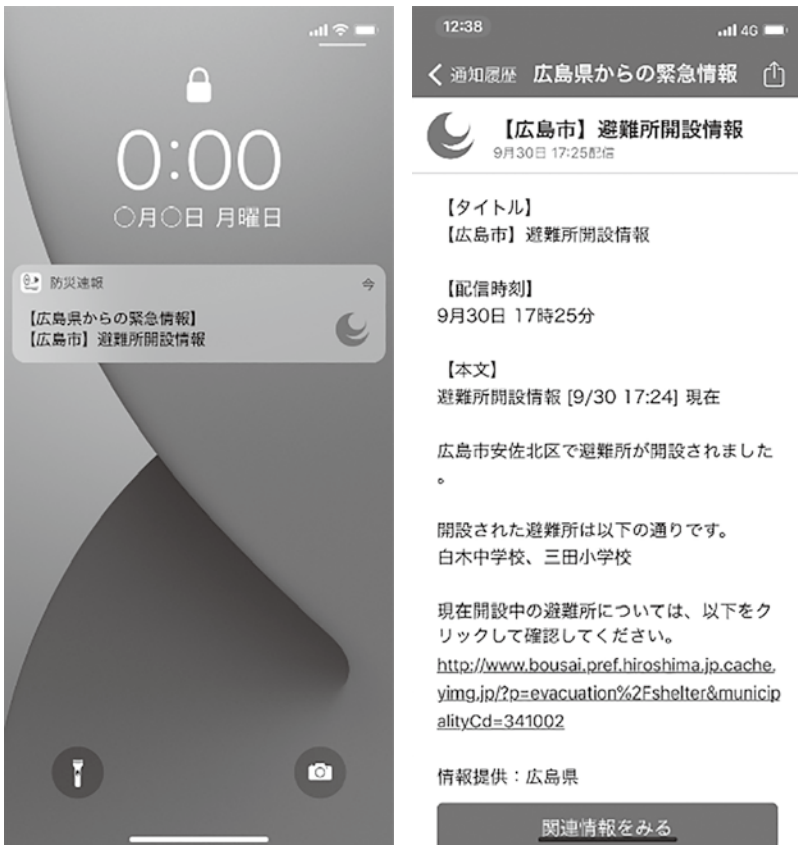 0:00
〇月〇日 月曜日
防災速報
今
【広島県からの緊急情報】
【広島市】避難所開設情報
12:38
4G
通知履歴 広島県からの緊急情報
【広島市】避難所開設情報
9月30日 17:25配信
【タイトル】
【広島市】避難所開設情報
【配信時刻】
9月30日 17時25分
【本文】
避難所開設情報 [9/30 17:24] 現在
広島市安佐北区で避難所が開設されました
。
開設された避難所は以下の通りです。
白木中学校、三田小学校
現在開設中の避難所については、以下をク
リックして確認してください。
http://www.bousai.pref.hiroshima.jp.cache.
yimg.jp/?p=evacuation%2Fshelter&municip
alityCd=341002
情報提供：広島県
関連情報をみる